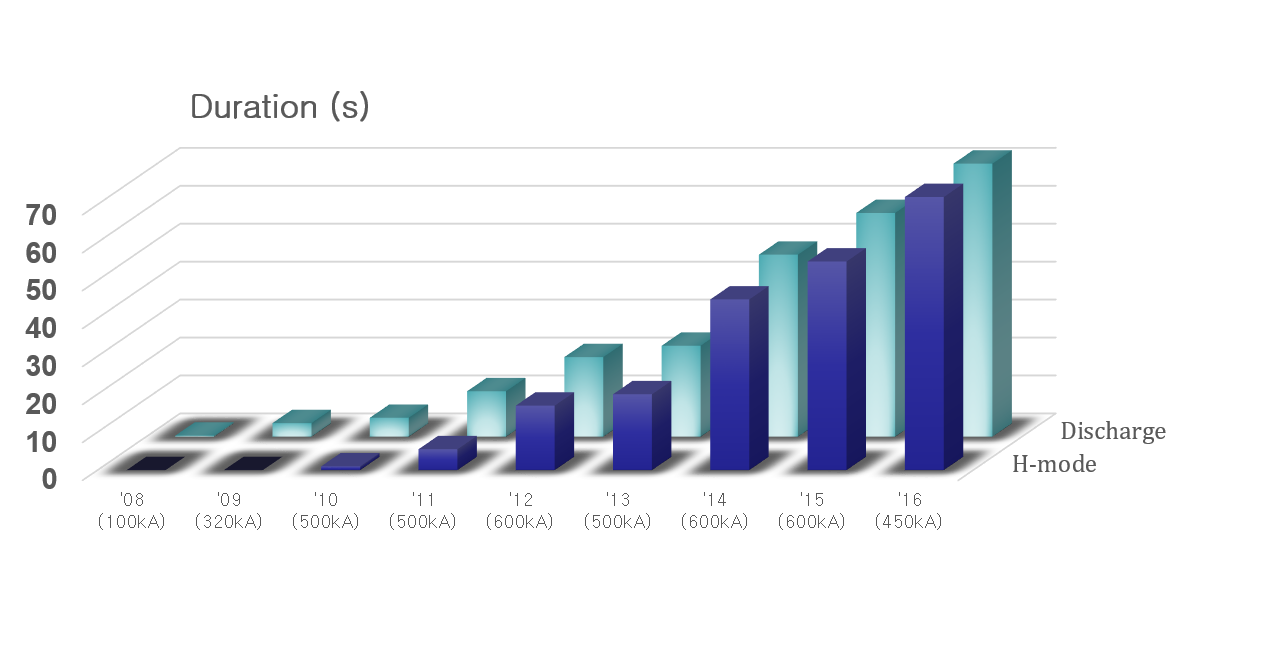 Duration (s)
70
60
50
40
30
20
10
0
Discharge
H-mode
'08 '09 '10 '11 '12 '13 '14 '15 '16
(100kA) (320kA) (500kA) (500kA) (600kA) (500kA) (600kA) (600kA) (450kA)